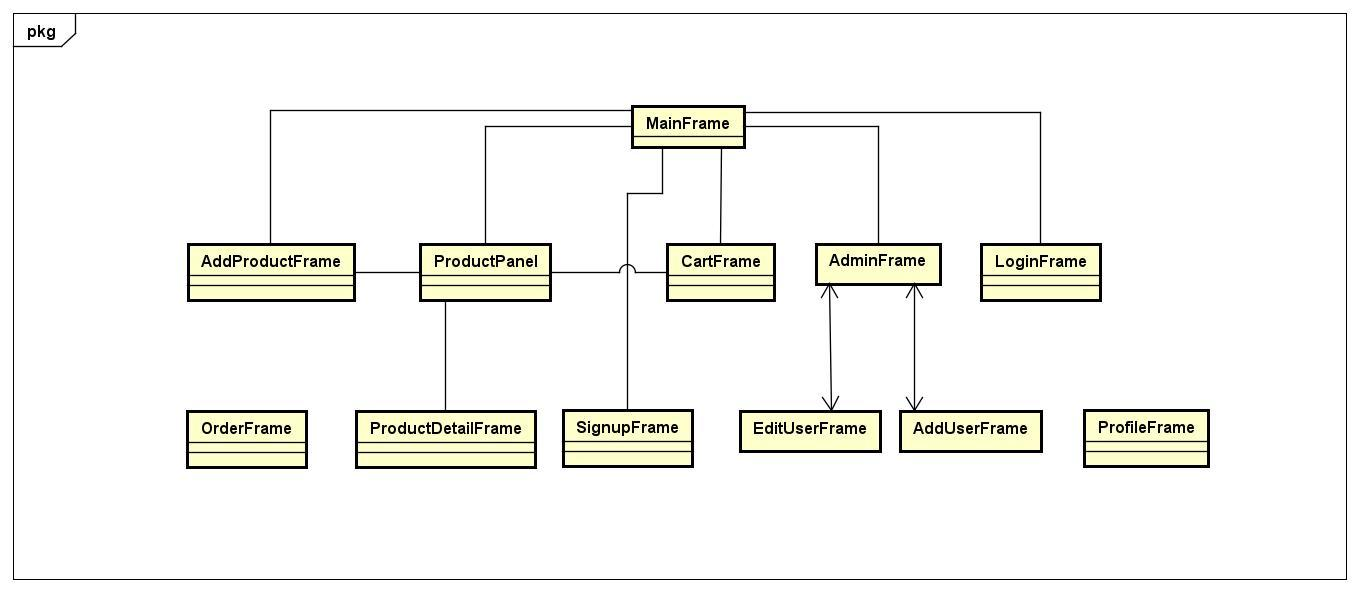 pkg
MainFrame
AddProductFrame
ProductPanel
CartFrame
AdminFrame
LoginFrame
OrderFrame
ProductDetailFrame
SignupFrame
EditUserFrame
AddUserFrame
ProfileFrame